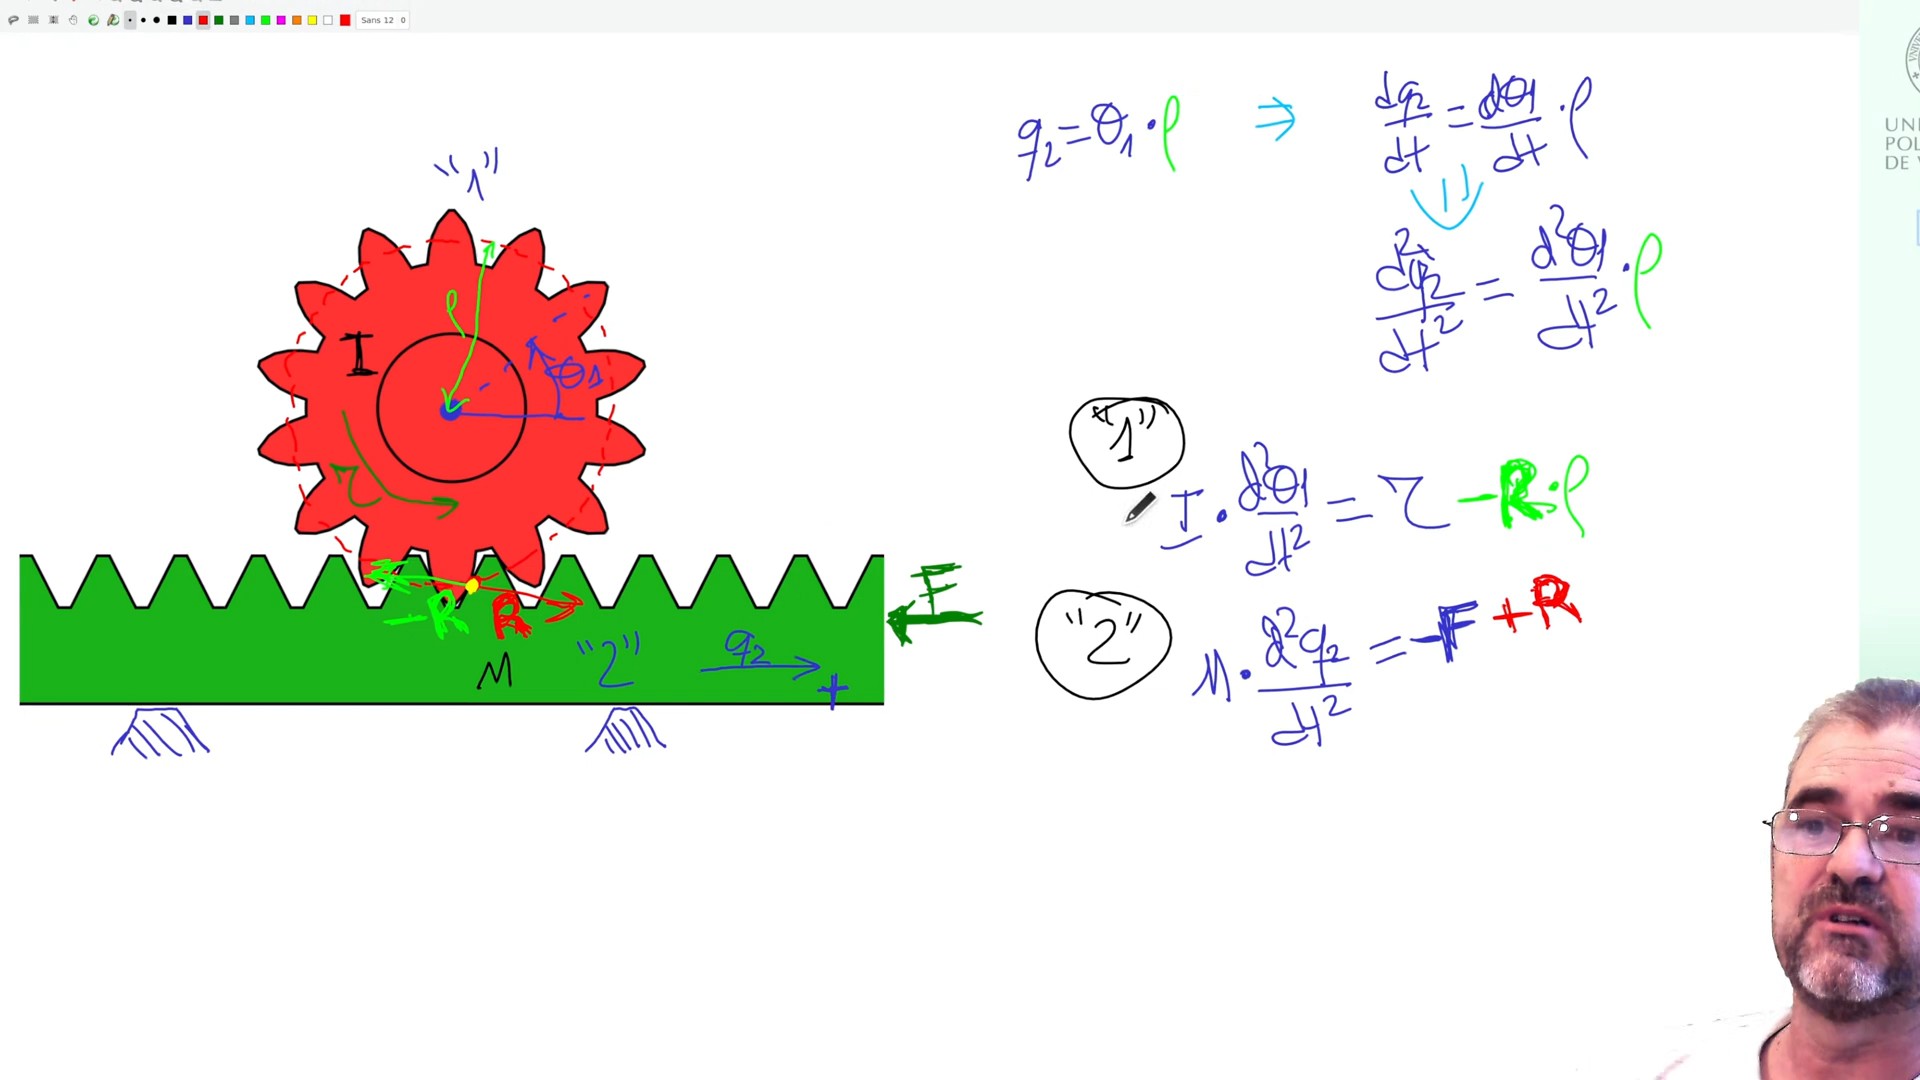 Sans 12 0
UNI
POL
DE V
q₂=θ₁·ρ ⇒ dq₂/dt=dθ₁/dt·ρ
d²q₂/dt²=d²θ₁/dt²·ρ
"1"
ρ
I
θ₁
τ
"1"
I·d²θ₁/dt²=τ-R·ρ
F
-R
R
M
"2"
q₂
+
"2"
M·d²q₂/dt²=-F+R